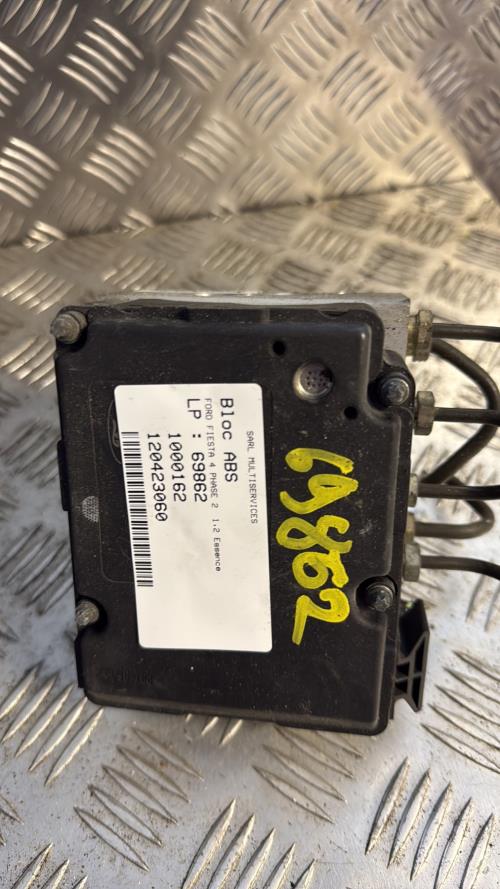 SARL MULTISERVICES
Bloc ABS
FORD FIESTA 4 PHASE 2 1.2 Essence
LP : 69862
1000162
120423060
69862